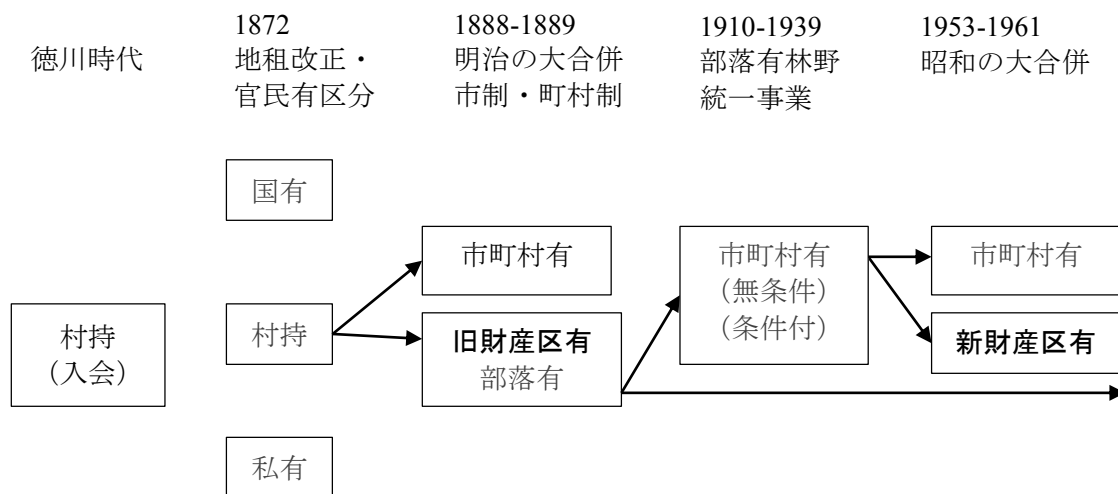 徳川時代
1872
地租改正・
官民有区分
1888-1889
明治の大合併
市制・町村制
1910-1939
部落有林野
統一事業
1953-1961
昭和の大合併
村持
（入会）
国有
村持
私有
市町村有
旧財産区有
部落有
市町村有
（無条件）
（条件付）
市町村有
新財産区有